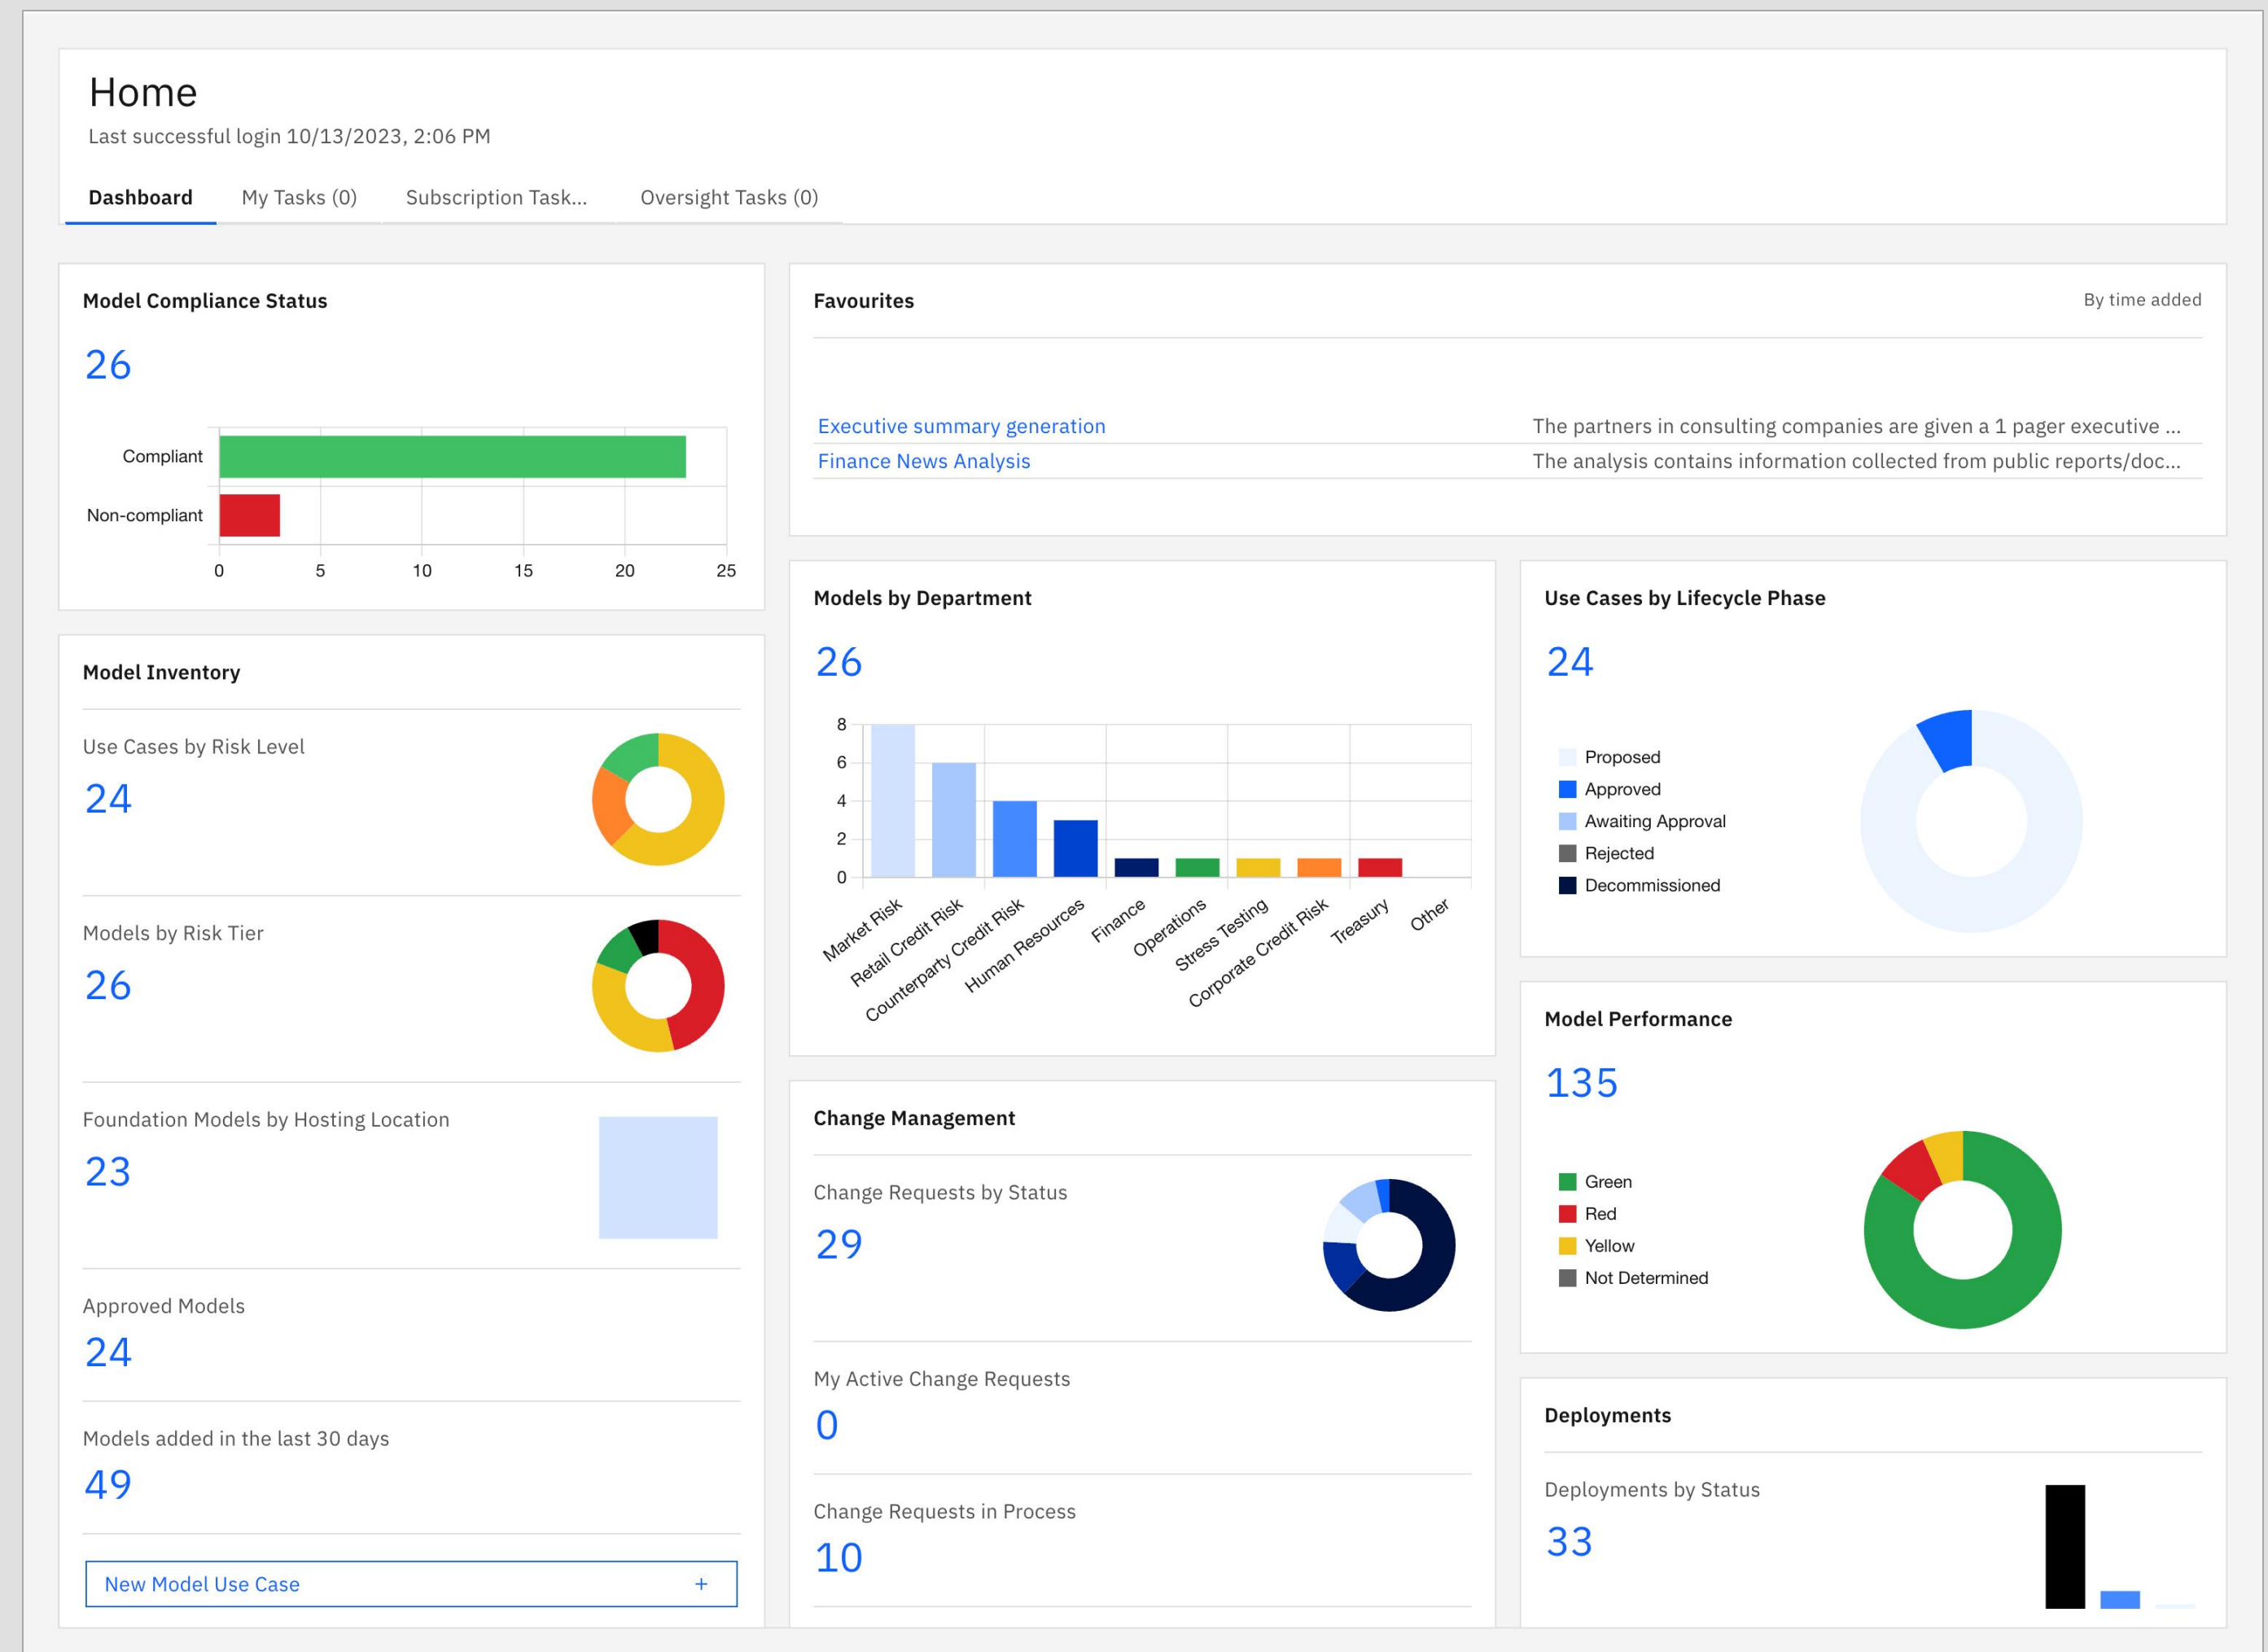 Home
Last successful login 10/13/2023, 2:06 PM
Dashboard
My Tasks (0)
Subscription Task...
Oversight Tasks (0)
Model Compliance Status
26
Compliant
Non-compliant
0 5 10 15 20 25
Favourites
By time added
Executive summary generation
The partners in consulting companies are given a 1 pager executive ...
Finance News Analysis
The analysis contains information collected from public reports/doc...
Model Inventory
Use Cases by Risk Level
24
Models by Risk Tier
26
Foundation Models by Hosting Location
23
Approved Models
24
Models added in the last 30 days
49
New Model Use Case +
Models by Department
26
8
6
4
2
0
Market Risk
Retail Credit Risk
Counterparty Credit Risk
Human Resources
Finance
Operations
Stress Testing
Corporate Credit Risk
Treasury
Other
Change Management
Change Requests by Status
29
My Active Change Requests
0
Change Requests in Process
10
Use Cases by Lifecycle Phase
24
Proposed
Approved
Awaiting Approval
Rejected
Decommissioned
Model Performance
135
Green
Red
Yellow
Not Determined
Deployments
Deployments by Status
33